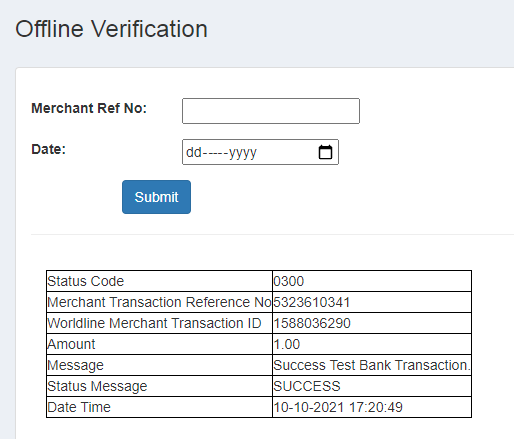 Offline Verification
Merchant Ref No:
Date:
dd-----yyyy
Submit
Status Code 0300
Merchant Transaction Reference No 5323610341
Worldline Merchant Transaction ID 1588036290
Amount 1.00
Message Success Test Bank Transaction.
Status Message SUCCESS
Date Time 10-10-2021 17:20:49